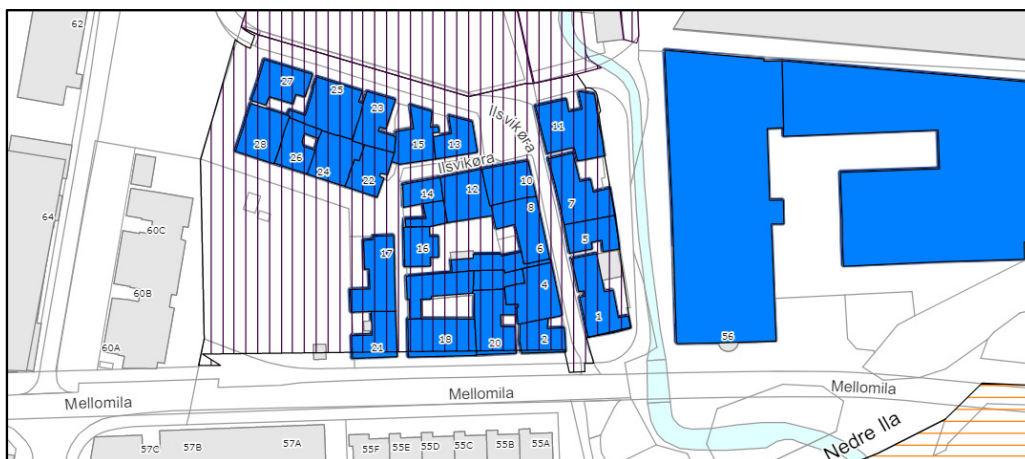 62
27
25
23
Ilsvikøra
11
15
13
28
26
24
22
Ilsvikøra
14
12
10
8
7
64
60C
16
17
6
5
60B
4
1
60A
21
18
20
2
56
Mellomila
Mellomila
Mellomila
Nedre Ila
57C
57B
57A
55F
55E
55D
55C
55B
55A